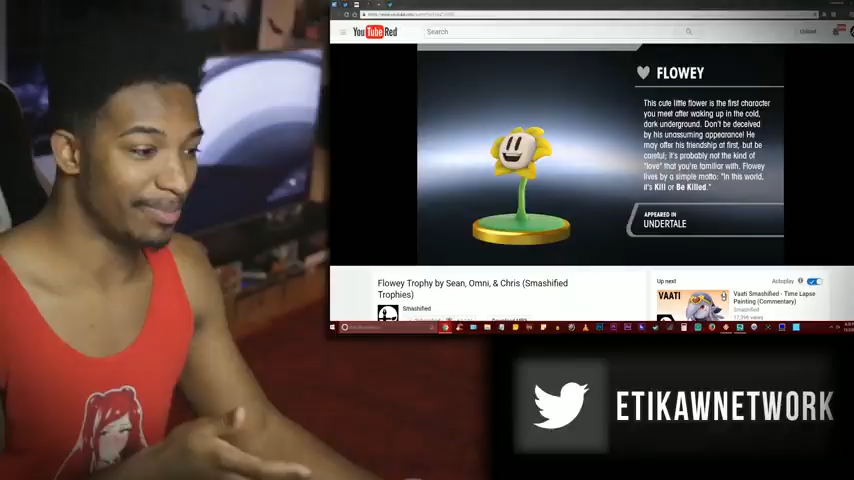 YouTube Red
Search
Upload
FLOWEY
This cute little flower is the first character
you meet after waking up in the cold,
dark underground. Don't be deceived
by his unassuming appearance! He
may offer his friendship at first, but be
careful; it's probably not the kind of
"love" that you're familiar with. Flowey
lives by a simple motto: "In this world,
it's Kill or Be Killed."
APPEARED IN
UNDERTALE
Flowey Trophy by Sean, Omni, & Chris (Smashified
Trophies)
Smashified
Up next
Autoplay
VAATI
Vaati Smashified - Time Lapse
Painting (Commentary)
Smashified
ETIKAWNETWORK